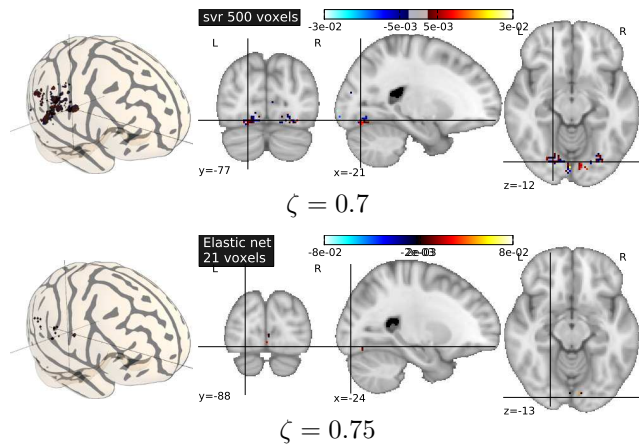 svr 500 voxels
-3e-02 -5e-03 5e-03 3e-02
L R L R
y=-77 x=-21 z=-12
ζ = 0.7
Elastic net
21 voxels
-8e-02 8e-02
L R L R
y=-88 x=-24 z=-13
ζ = 0.75